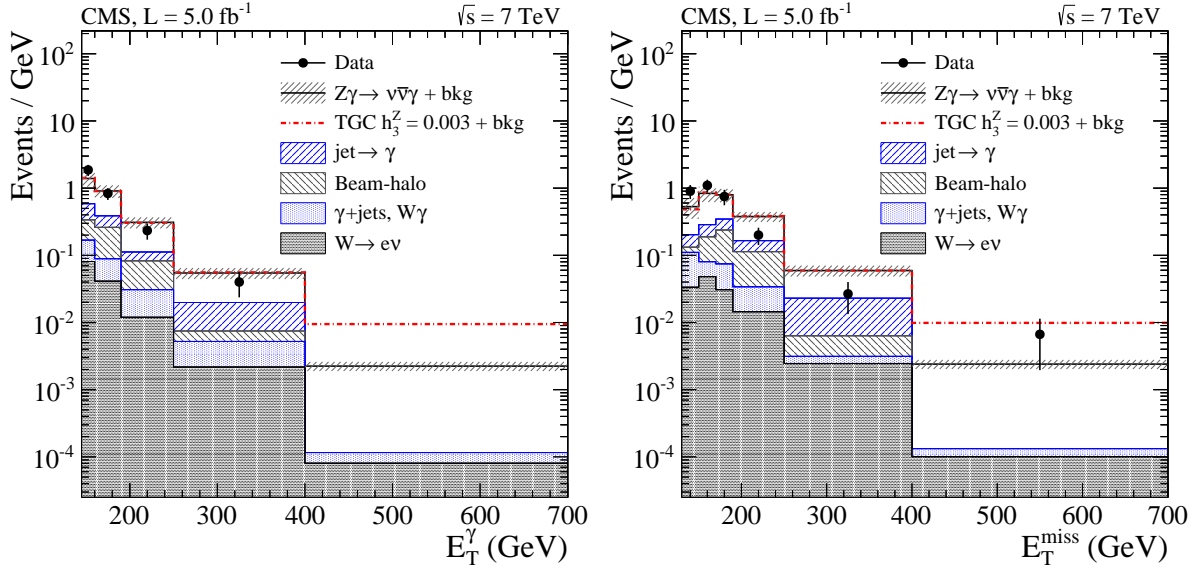 CMS, L = 5.0 fb⁻¹ √s = 7 TeV
Events / GeV
10²
10
1
10⁻¹
10⁻²
10⁻³
10⁻⁴
Data
Zγ→ νν̅γ + bkg
TGC h₃ᶻ = 0.003 + bkg
jet→ γ
Beam-halo
γ+jets, Wγ
W→ eν
200 300 400 500 600 700
E_T^γ (GeV)
CMS, L = 5.0 fb⁻¹ √s = 7 TeV
Events / GeV
10²
10
1
10⁻¹
10⁻²
10⁻³
10⁻⁴
Data
Zγ→ νν̅γ + bkg
TGC h₃ᶻ = 0.003 + bkg
jet→ γ
Beam-halo
γ+jets, Wγ
W→ eν
200 300 400 500 600 700
E_T^miss (GeV)